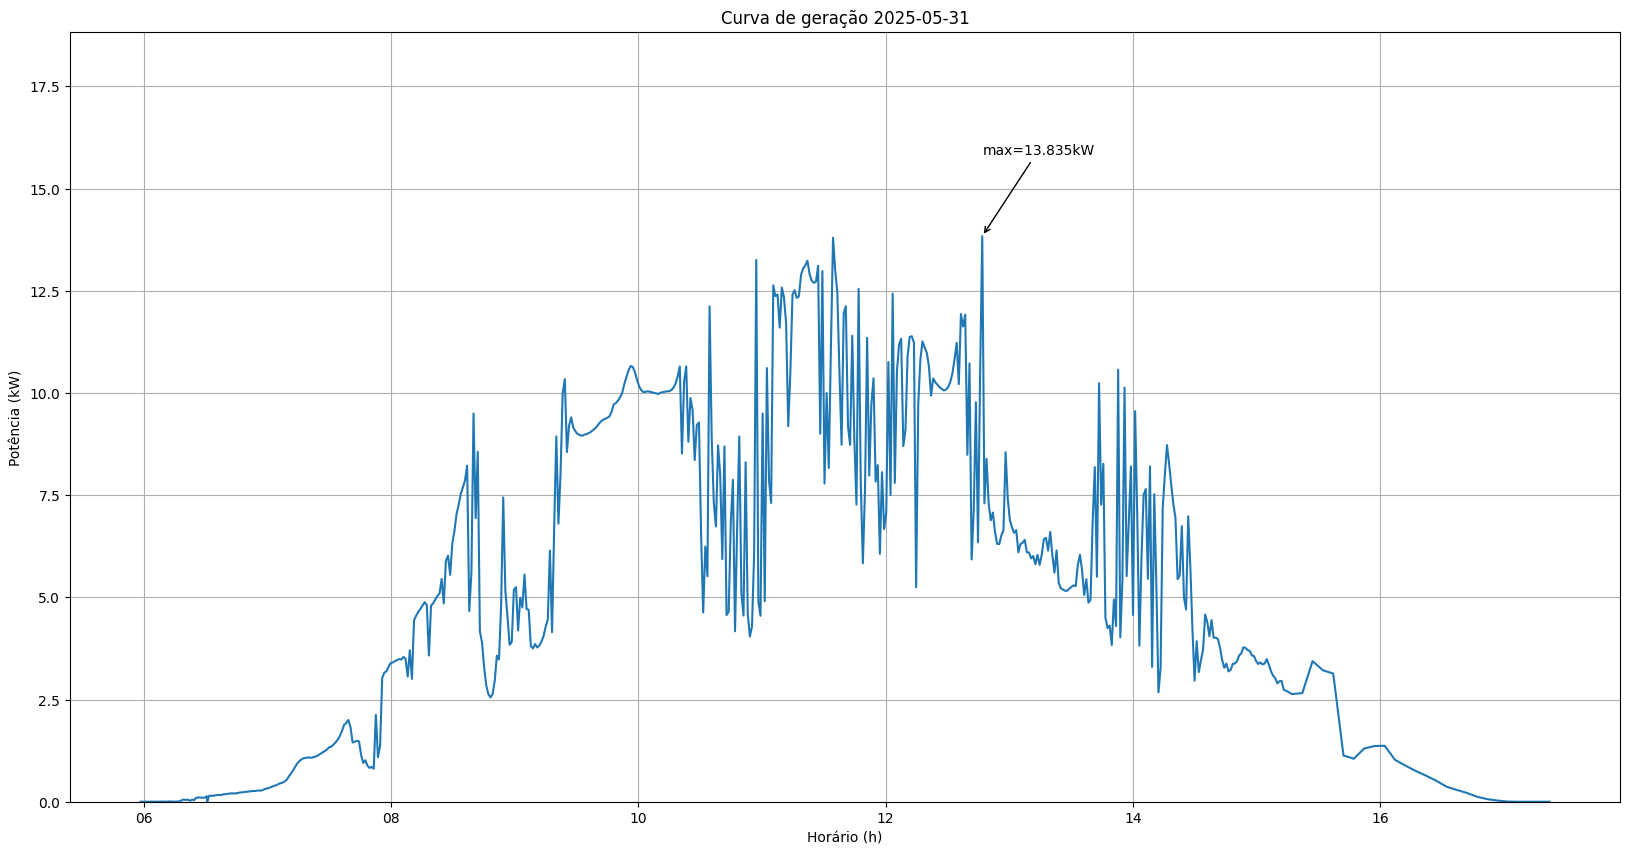 Curva de geração 2025-05-31
17.5
max=13.835kW
15.0
12.5
10.0
7.5
5.0
2.5
0.0
Potência (kW)
06 08 10 12 14 16
Horário (h)